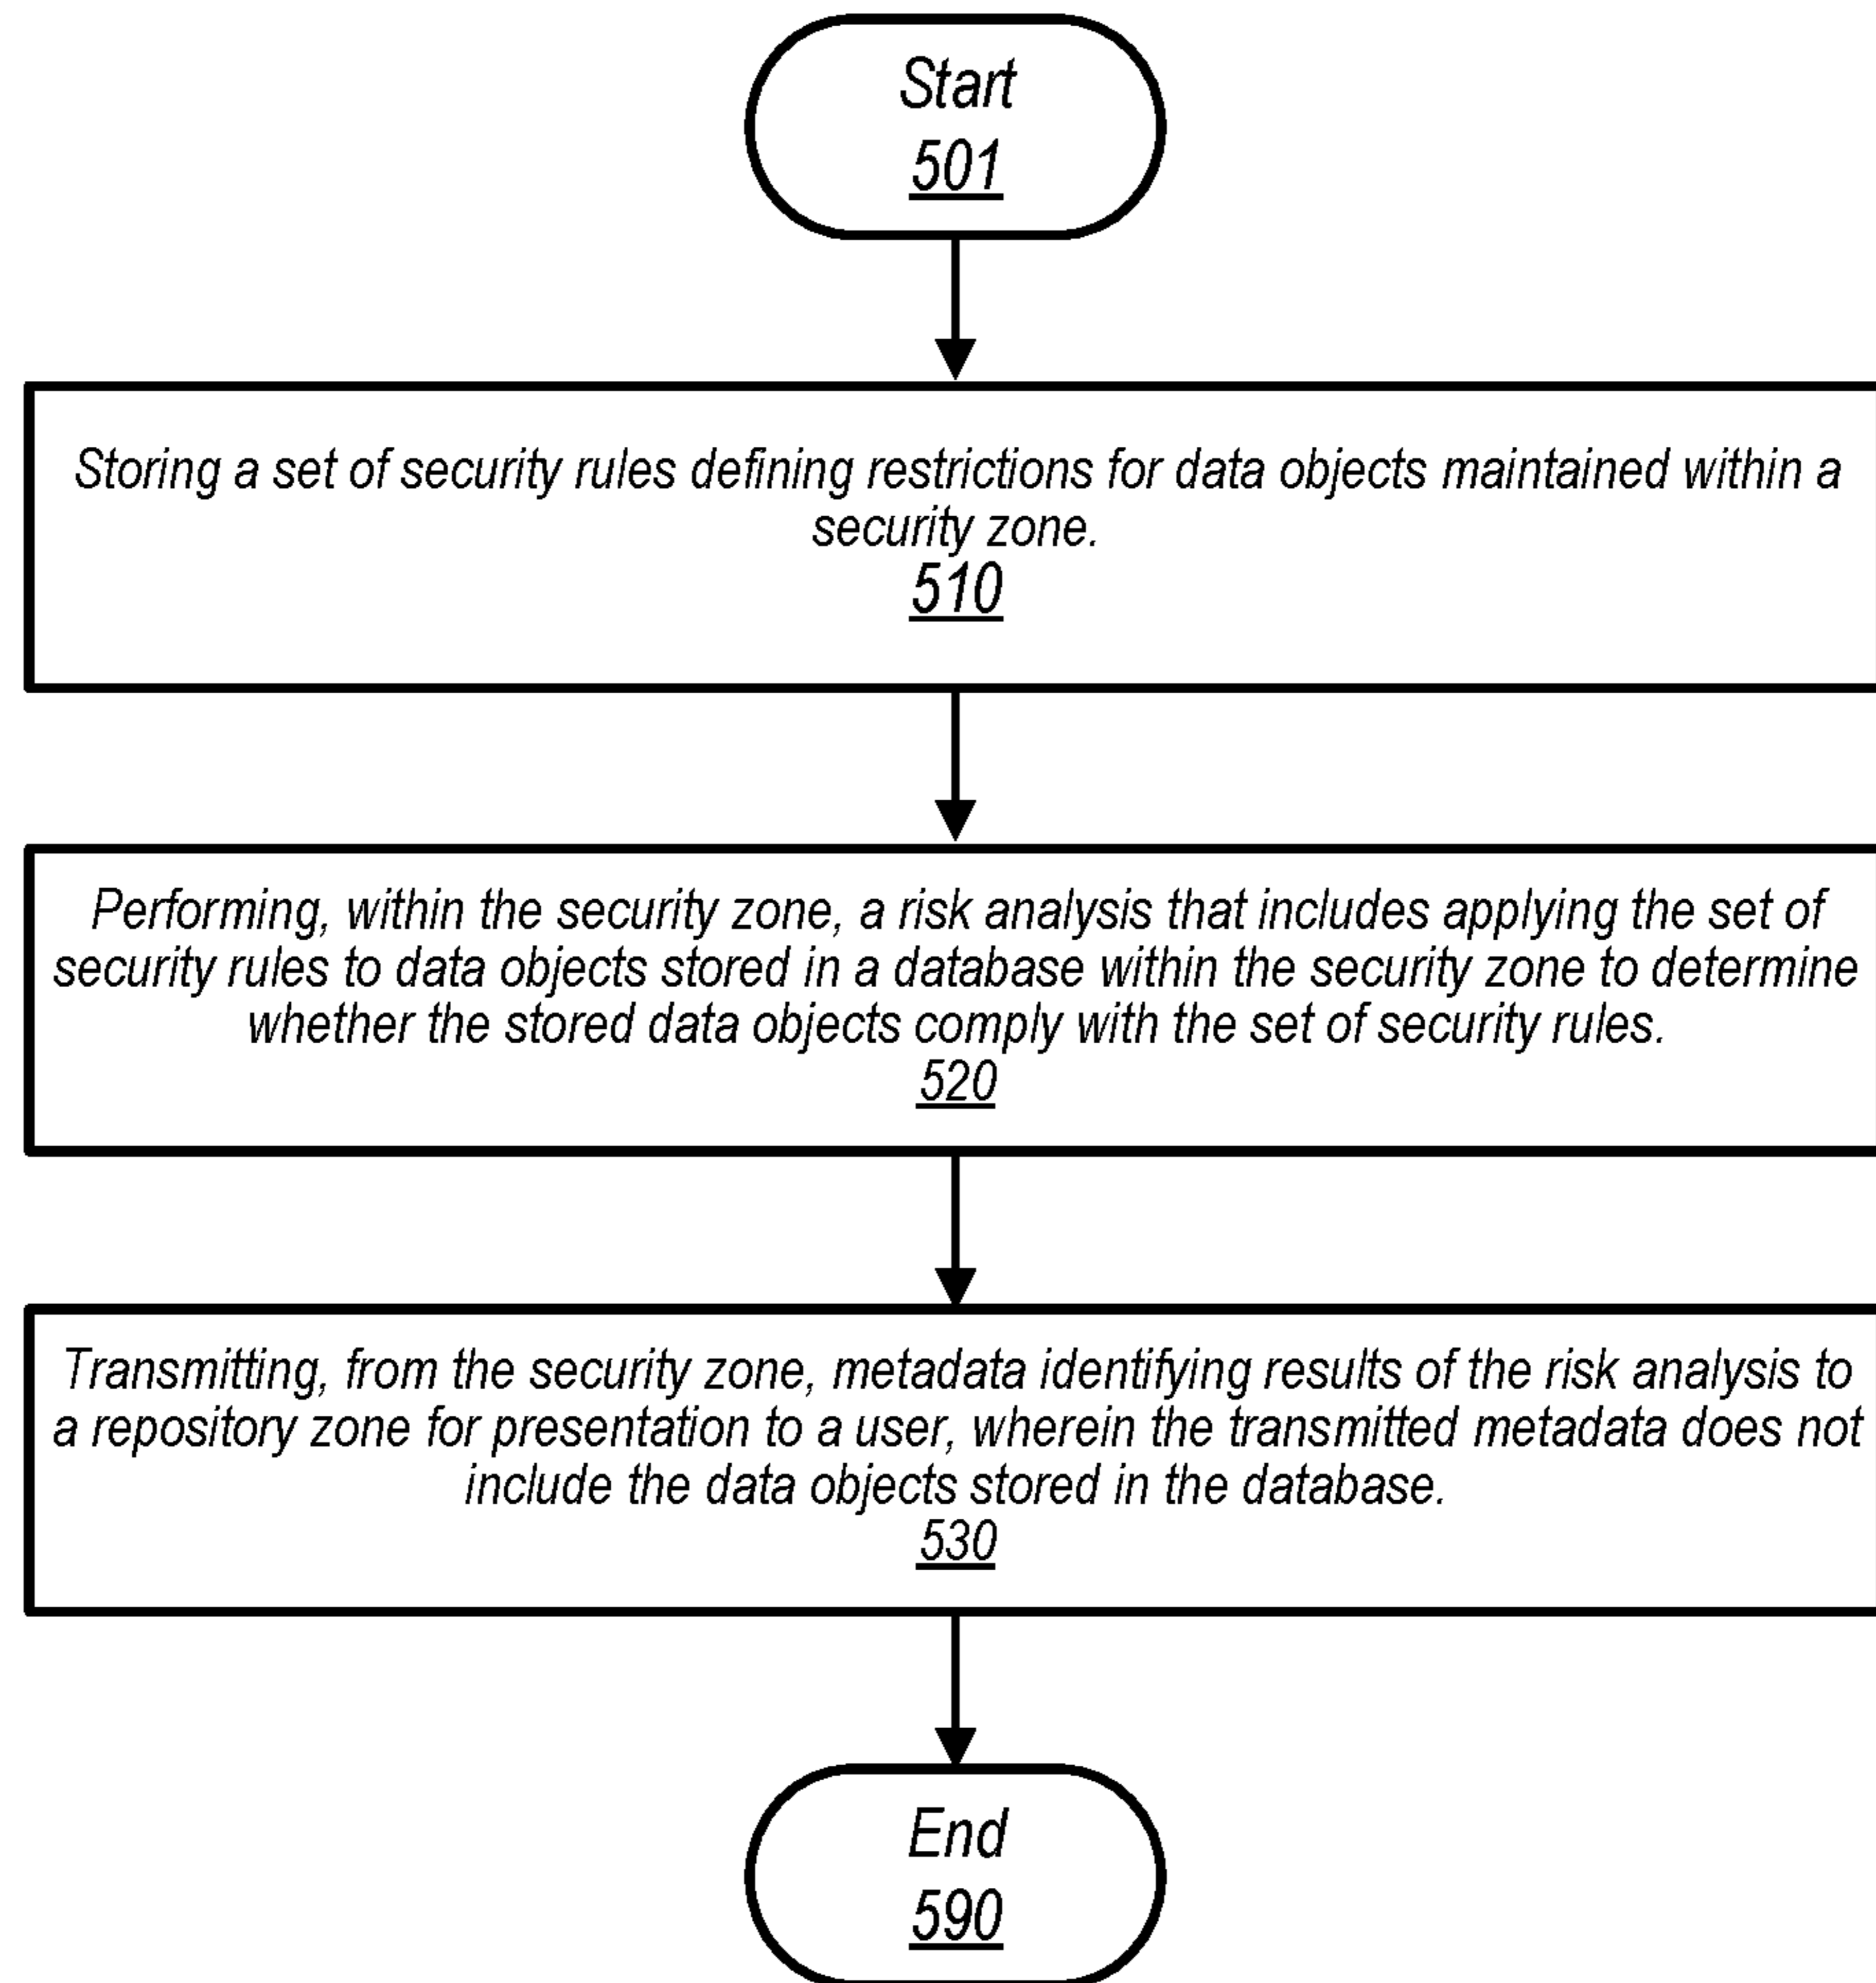 Start
501
Storing a set of security rules defining restrictions for data objects maintained within a
security zone.
510
Performing, within the security zone, a risk analysis that includes applying the set of
security rules to data objects stored in a database within the security zone to determine
whether the stored data objects comply with the set of security rules.
520
Transmitting, from the security zone, metadata identifying results of the risk analysis to
a repository zone for presentation to a user, wherein the transmitted metadata does not
include the data objects stored in the database.
530
End
590